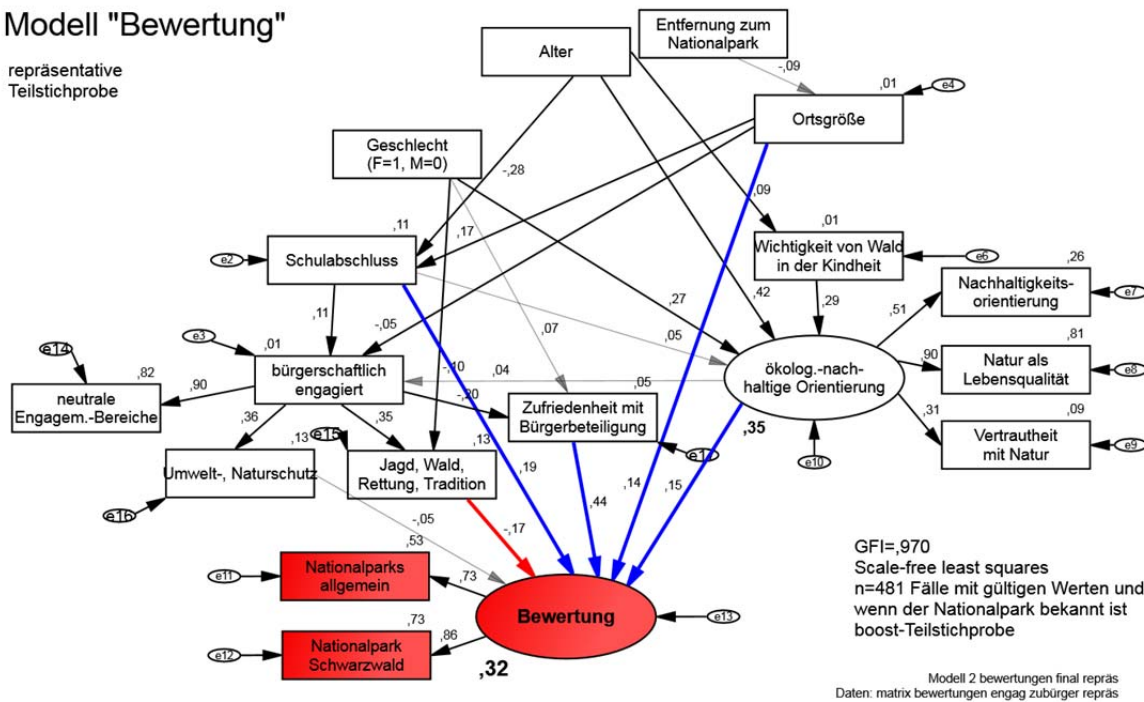 Modell "Bewertung"
repräsentative
Teilstichprobe
Entfernung zum
Nationalpark
Alter
-,09
,01
e4
Ortsgröße
Geschlecht
(F=1, M=0)
-,28
,09
,17
,11
,01
e2
Schulabschluss
Wichtigkeit von Wald
in der Kindheit
e6
,26
Nachhaltigkeits-
orientierung
e7
,27
,42
,29
,51
,11
-,05
,07
,05
,81
e3
,01
e14
,82
,90
bürgerschaftlich
engagiert
-,10
,04
,05
ökolog.-nach-
haltige Orientierung
,90
Natur als
Lebensqualität
e8
neutrale
Engagem.-Bereiche
-,20
Zufriedenheit mit
Bürgerbeteiligung
,36
,35
,31
,09
e15
,13
,13
e1
,35
Vertrautheit
mit Natur
e9
e10
Umwelt-, Naturschutz
Jagd, Wald,
Rettung, Tradition
,19
,14
,15
,44
e16
-,05
-,17
,53
e11
Nationalparks
allgemein
,73
GFI=,970
Scale-free least squares
n=481 Fälle mit gültigen Werten und
wenn der Nationalpark bekannt ist
boost-Teilstichprobe
Bewertung
e13
,73
,86
e12
Nationalpark
Schwarzwald
,32
Modell 2 bewertungen final repräs
Daten: matrix bewertungen engag zubürger repräs